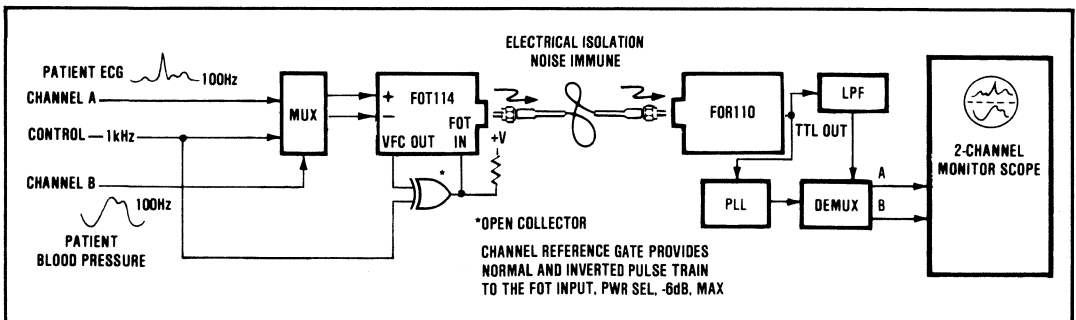 ELECTRICAL ISOLATION
NOISE IMMUNE
PATIENT ECG
100Hz
CHANNEL A
CONTROL — 1kHz
CHANNEL B
100Hz
PATIENT
BLOOD PRESSURE
MUX
+
−
FOT114
FOT
VFC OUT IN
+V
*
*OPEN COLLECTOR
CHANNEL REFERENCE GATE PROVIDES
NORMAL AND INVERTED PULSE TRAIN
TO THE FOT INPUT, PWR SEL, -6dB, MAX
FOR110
LPF
TTL OUT
PLL
DEMUX
A
B
2-CHANNEL
MONITOR SCOPE